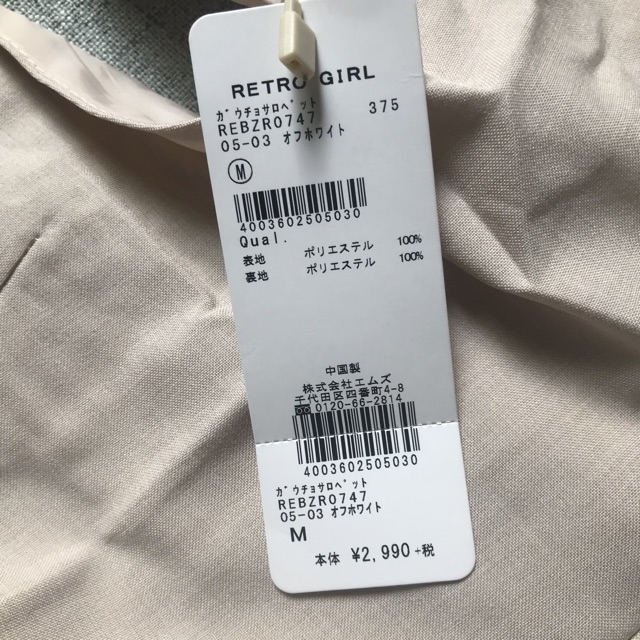 RETRO GIRL
ガウチョサロペット
REBZR0747 375
05-03 オフホワイト
M
4003602505030
Qual.
表地 ポリエステル 100%
裏地 ポリエステル 100%
中国製
株式会社エムズ
千代田区四番町4-8
0120-66-2814
4003602505030
ガウチョサロペット
REBZR0747
05-03 オフホワイト
M
本体 ¥2,990+税